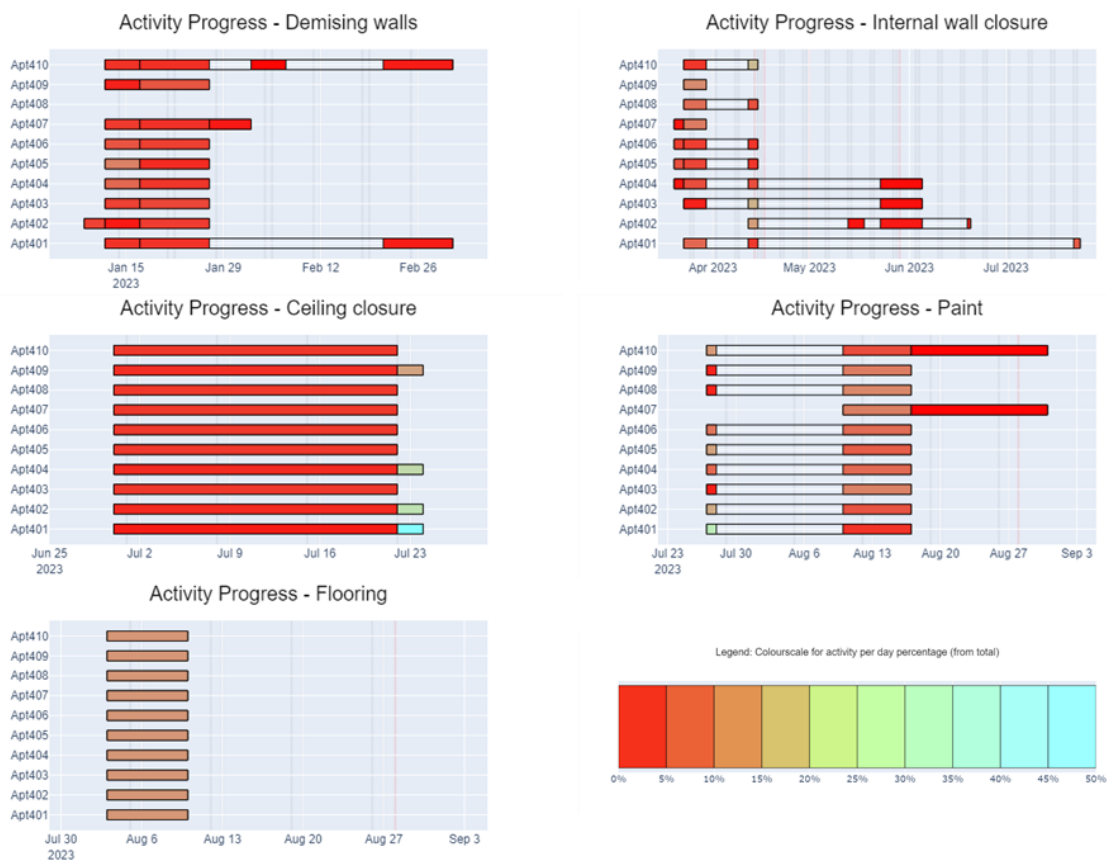 Activity Progress - Demising walls
Apt410
Apt409
Apt408
Apt407
Apt406
Apt405
Apt404
Apt403
Apt402
Apt401
Jan 15 Jan 29 Feb 12 Feb 26
2023
Activity Progress - Internal wall closure
Apt410
Apt409
Apt408
Apt407
Apt406
Apt405
Apt404
Apt403
Apt402
Apt401
Apr 2023 May 2023 Jun 2023 Jul 2023
Activity Progress - Ceiling closure
Apt410
Apt409
Apt408
Apt407
Apt406
Apt405
Apt404
Apt403
Apt402
Apt401
Jun 25 Jul 2 Jul 9 Jul 16 Jul 23
2023
Activity Progress - Paint
Apt410
Apt409
Apt408
Apt407
Apt406
Apt405
Apt404
Apt403
Apt402
Apt401
Jul 23 Jul 30 Aug 6 Aug 13 Aug 20 Aug 27 Sep 3
2023
Activity Progress - Flooring
Apt410
Apt409
Apt408
Apt407
Apt406
Apt405
Apt404
Apt403
Apt402
Apt401
Jul 30 Aug 6 Aug 13 Aug 20 Aug 27 Sep 3
2023
Legend: Colourscale for activity per day percentage (from total)
0% 5% 10% 15% 20% 25% 30% 35% 40% 45% 50%